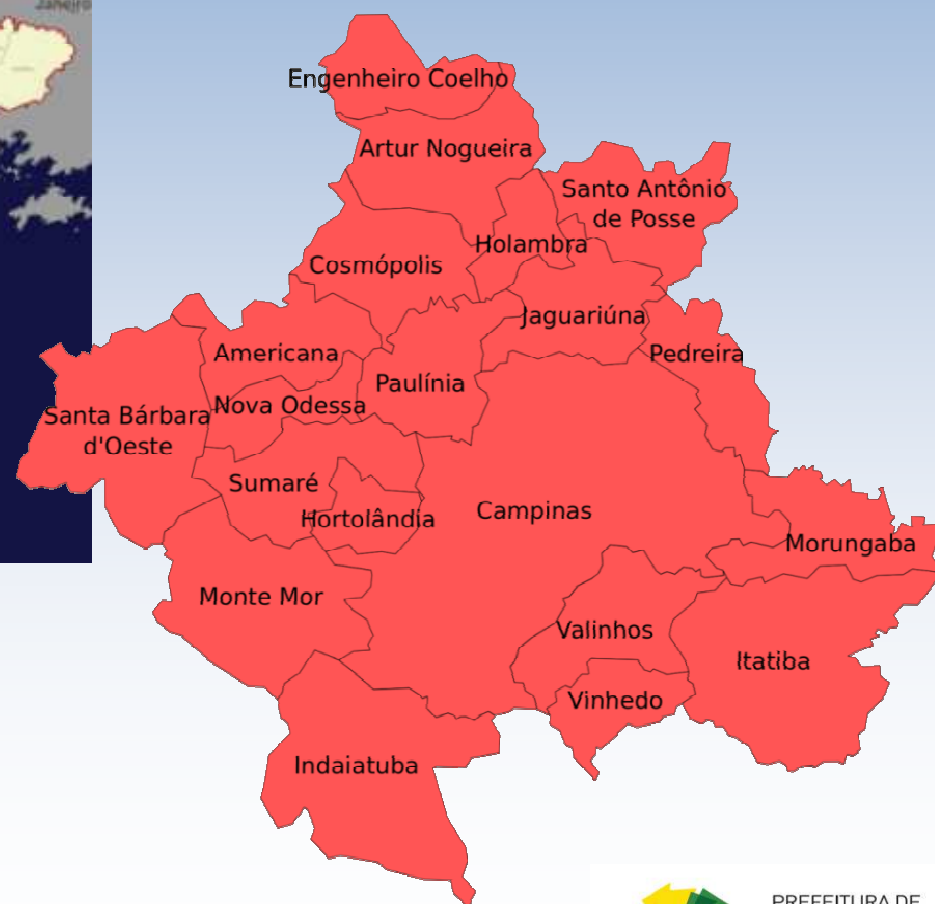 Janeiro
Engenheiro Coelho
Artur Nogueira
Santo Antônio
de Posse
Holambra
Cosmópolis
Jaguariúna
Americana
Pedreira
Paulínia
Nova Odessa
Santa Bárbara
d'Oeste
Sumaré
Campinas
Hortolândia
Morungaba
Monte Mor
Valinhos
Itatiba
Vinhedo
Indaiatuba
PREFEITURA DE